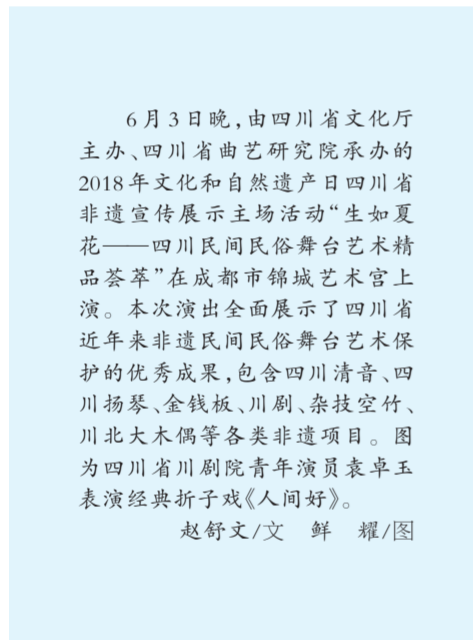 6月3日晚，由四川省文化厅
主办、四川省曲艺研究院承办的
2018年文化和自然遗产日四川省
非遗宣传展示主场活动“生如夏
花——四川民间民俗舞台艺术精
品荟萃”在成都市锦城艺术宫上
演。本次演出全面展示了四川省
近年来非遗民间民俗舞台艺术保
护的优秀成果，包含四川清音、四
川扬琴、金钱板、川剧、杂技空竹、
川北大木偶等各类非遗项目。图
为四川省川剧院青年演员袁卓玉
表演经典折子戏《人间好》。
赵舒文/文 鲜 耀/图